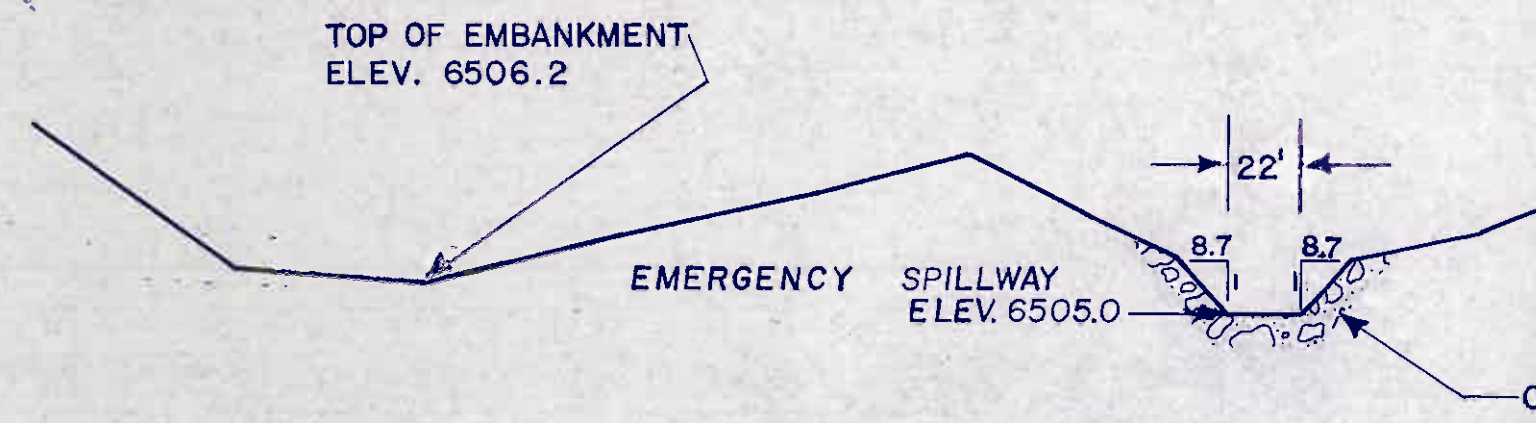 TOP OF EMBANKMENT
ELEV. 6506.2
22'
8.7
8.7
1
1
EMERGENCY SPILLWAY
ELEV. 6505.0